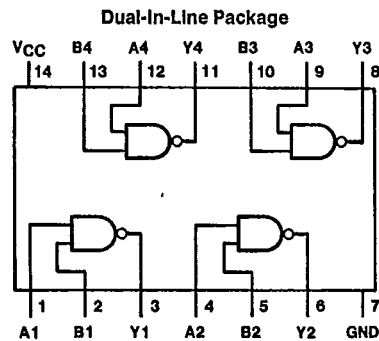 Dual-In-Line Package
VCC B4 A4 Y4 B3 A3 Y3
14 13 12 11 10 9 8
1 2 3 4 5 6 7
A1 B1 Y1 A2 B2 Y2 GND